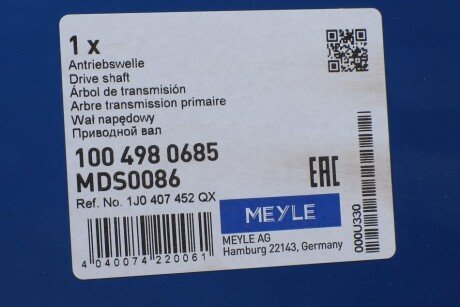 1 x
Antriebswelle
Drive shaft
Árbol de transmisión
Arbre transmission primaire
Wał napędowy
Приводной вал
100 498 0685
MDS0086
Ref. No. 1J0 407 452 QX
EAC
MEYLE
MEYLE AG
Hamburg 22143, Germany
4 040074 220061
000U330